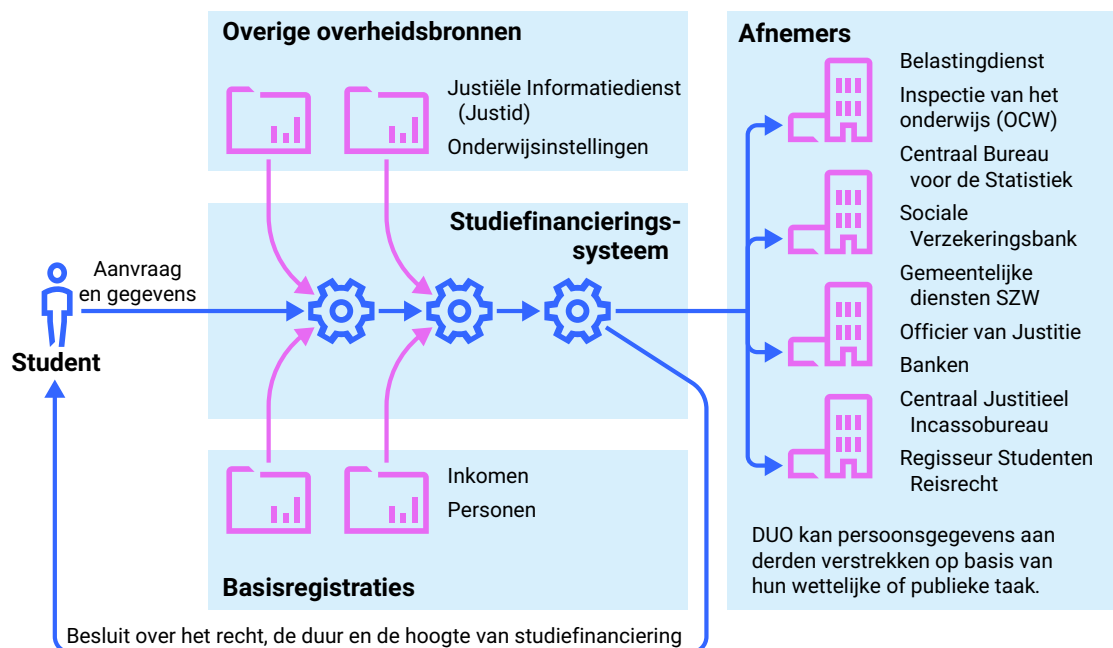 Overige overheidsbronnen
Justiële Informatiedienst
(Justid)
Onderwijsinstellingen
Studiefinancierings-
systeem
Aanvraag
en gegevens
Student
Inkomen
Personen
Basisregistraties
Besluit over het recht, de duur en de hoogte van studiefinanciering
Afnemers
Belastingdienst
Inspectie van het
onderwijs (OCW)
Centraal Bureau
voor de Statistiek
Sociale
Verzekeringsbank
Gemeentelijke
diensten SZW
Officier van Justitie
Banken
Centraal Justitieel
Incassobureau
Regisseur Studenten
Reisrecht
DUO kan persoonsgegevens aan
derden verstrekken op basis van
hun wettelijke of publieke taak.